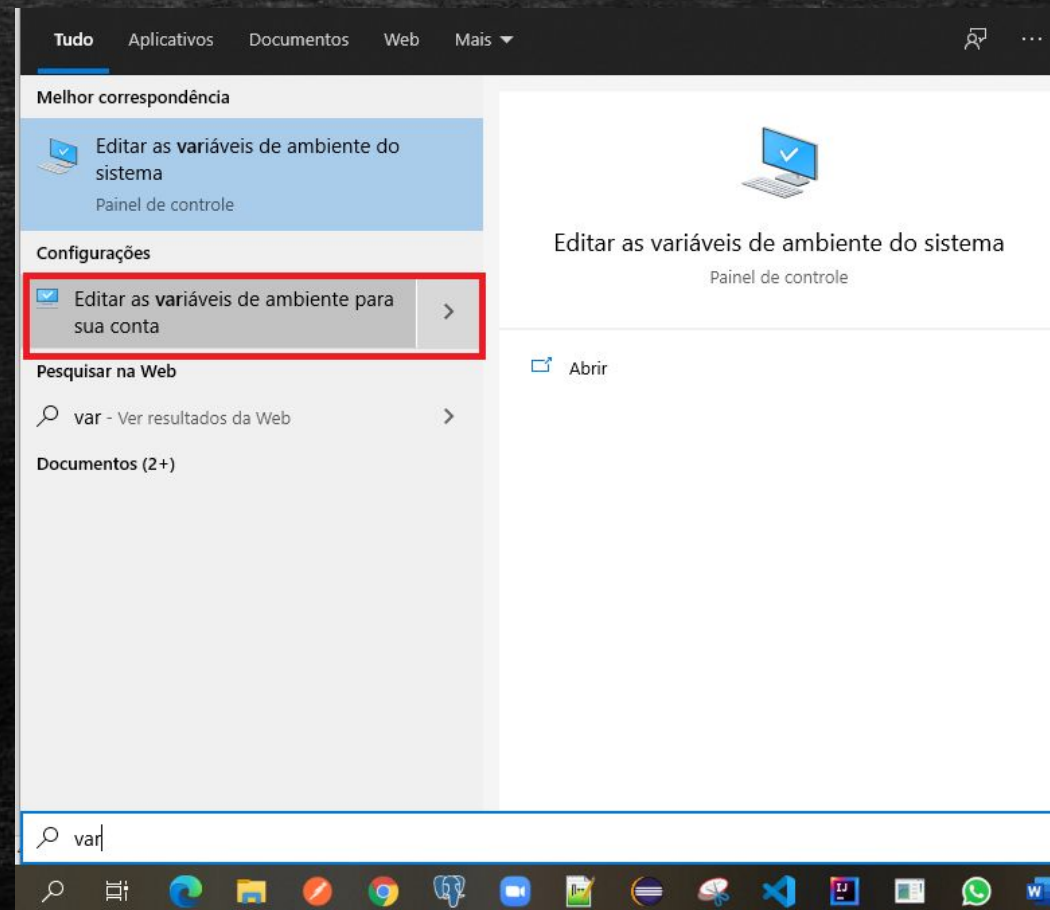 Tudo Aplicativos Documentos Web Mais
Melhor correspondência
Editar as variáveis de ambiente do
sistema
Painel de controle
Configurações
Editar as variáveis de ambiente para
sua conta
Pesquisar na Web
var - Ver resultados da Web
Documentos (2+)
Editar as variáveis de ambiente do sistema
Painel de controle
Abrir
var